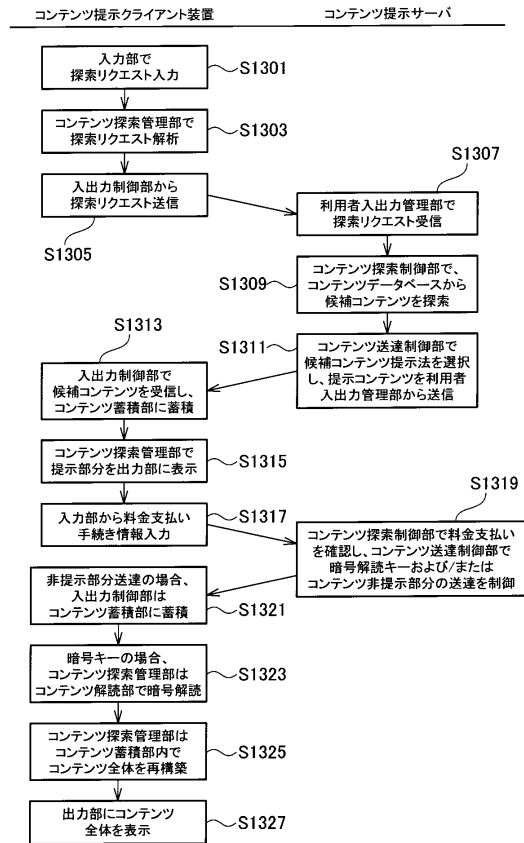 コンテンツ提示クライアント装置
コンテンツ提示サーバ
入力部で
探索リクエスト入力
S1301
コンテンツ探索管理部で
探索リクエスト解析
S1303
入出力制御部から
探索リクエスト送信
S1305
S1307
利用者入出力管理部で
探索リクエスト受信
S1309
コンテンツ探索制御部で、
コンテンツデータベースから
候補コンテンツを探索
S1311
コンテンツ送達制御部で
候補コンテンツ提示法を選択
し、提示コンテンツを利用者
入出力管理部から送信
S1313
入出力制御部で
候補コンテンツを受信し、
コンテンツ蓄積部に蓄積
コンテンツ探索管理部で
提示部分を出力部に表示
S1315
入力部から料金支払い
手続き情報入力
S1317
S1319
コンテンツ探索制御部で料金支払い
を確認し、コンテンツ送達制御部で
暗号解読キーおよび/または
コンテンツ非提示部分の送達を制御
非提示部分送達の場合、
入出力制御部は
コンテンツ蓄積部に蓄積
S1321
暗号キーの場合、
コンテンツ探索管理部は
コンテンツ解読部で暗号解読
S1323
コンテンツ探索管理部は
コンテンツ蓄積部内で
コンテンツ全体を再構築
S1325
出力部にコンテンツ
全体を表示
S1327